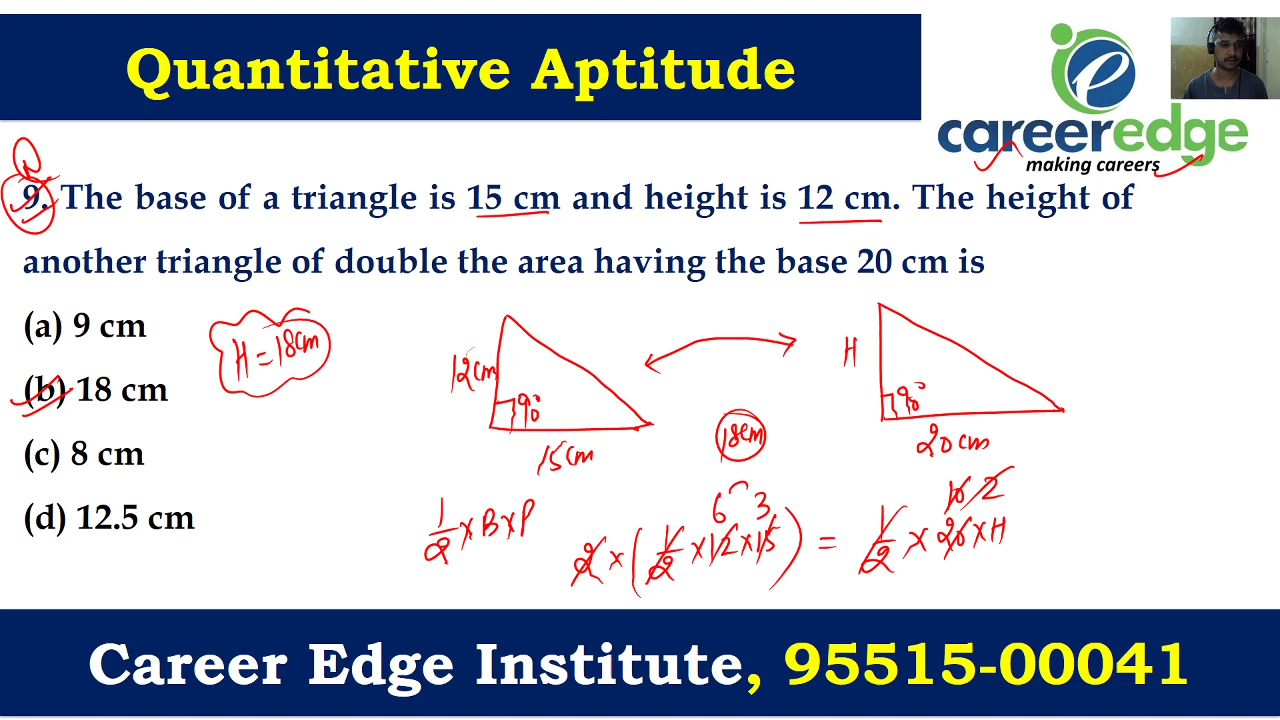 Quantitative Aptitude
careeredge
making careers
9. The base of a triangle is 15 cm and height is 12 cm. The height of
another triangle of double the area having the base 20 cm is
(a) 9 cm
(b) 18 cm
(c) 8 cm
(d) 12.5 cm
H = 18cm
12cm
90°
15cm
18cm
H
90°
20cm
1/2 × B × P
6 3
10 2
2 × (1/2 × 12 × 15) = 1/2 × 20 × H
Career Edge Institute, 95515-00041